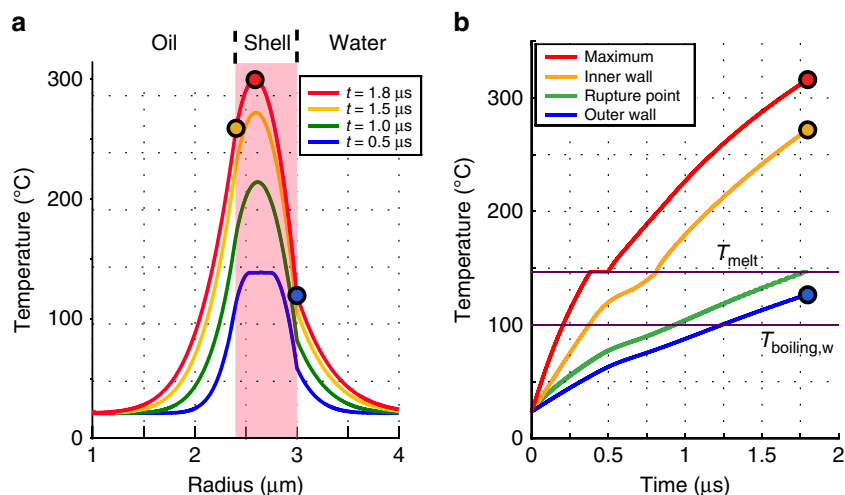 a
Oil Shell Water
Temperature (°C)
300
200
100
0
1 2 3 4
Radius (μm)
t = 1.8 μs
t = 1.5 μs
t = 1.0 μs
t = 0.5 μs
b
Temperature (°C)
300
200
100
0
0 0.5 1 1.5 2
Time (μs)
Maximum
Inner wall
Rupture point
Outer wall
Tmelt
Tboiling,w